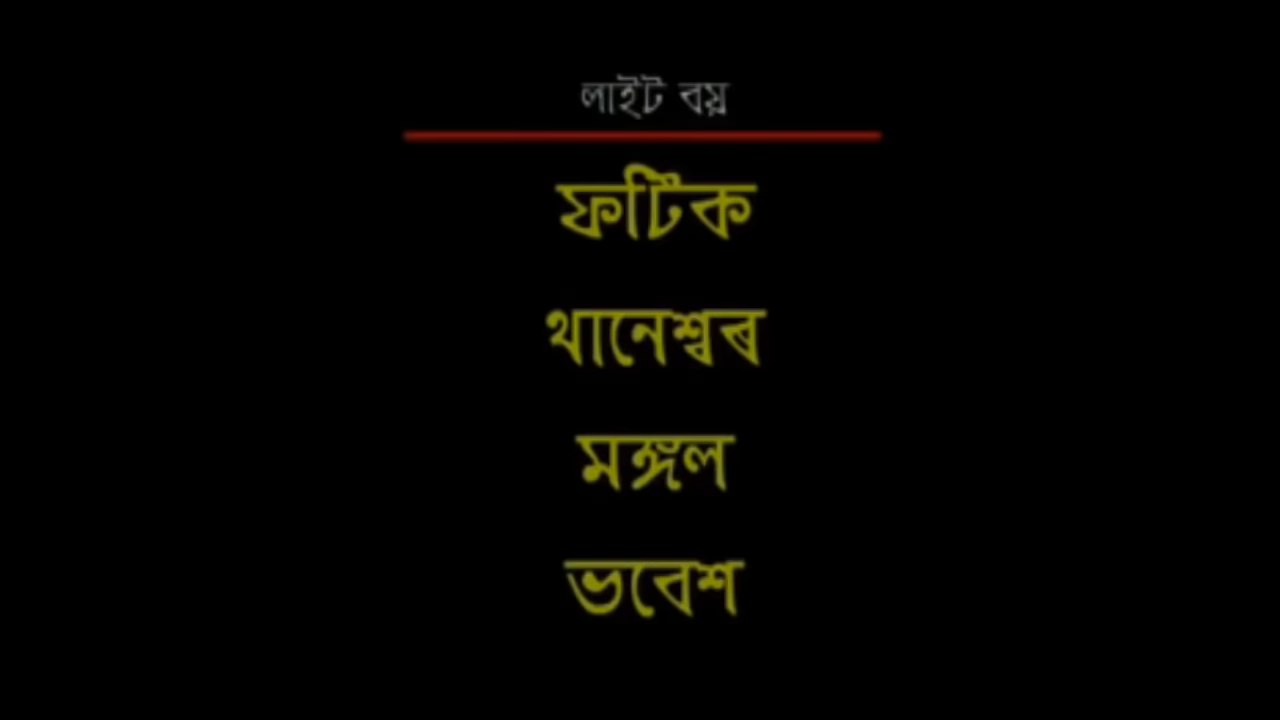 লাইট বয়
ফটিক
থানেশ্বৰ
মঙ্গল
ভবেশ